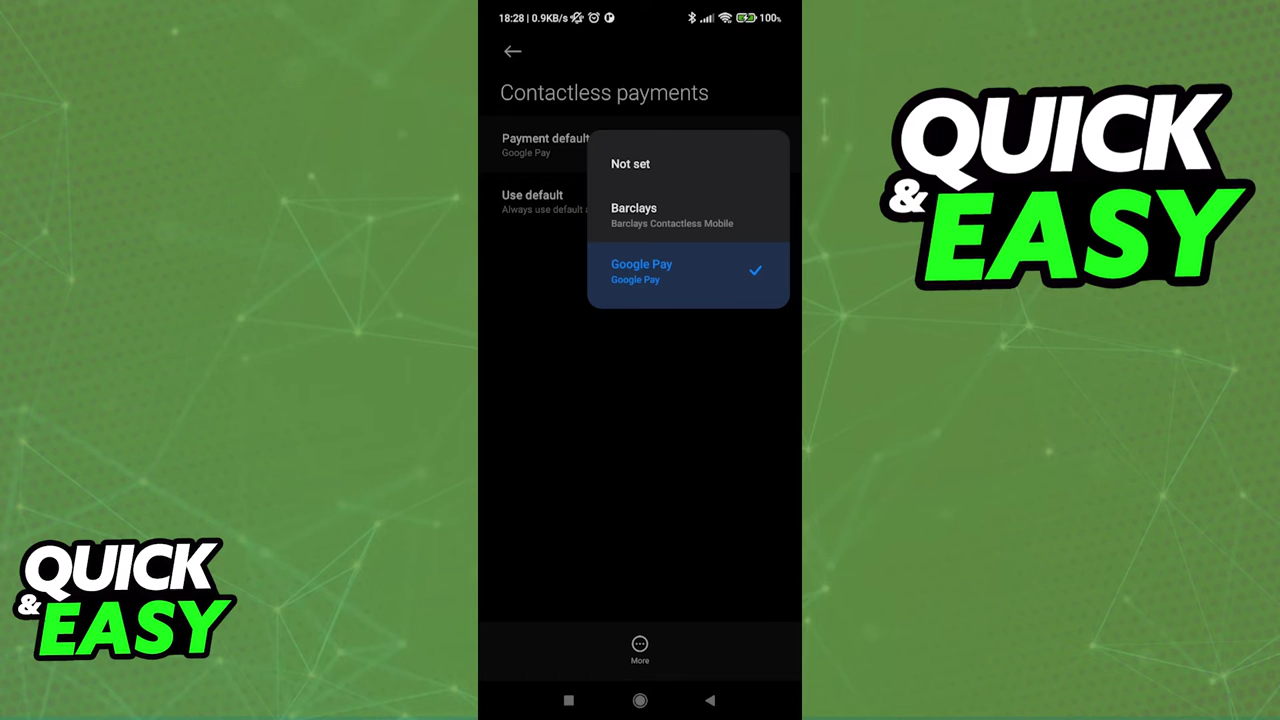 18:28 | 0.9KB/s
100%
Contactless payments
Payment default
Google Pay
Use default
Always use default
Not set
Barclays
Barclays Contactless Mobile
Google Pay
Google Pay
More
QUICK
& EASY
QUICK
& EASY